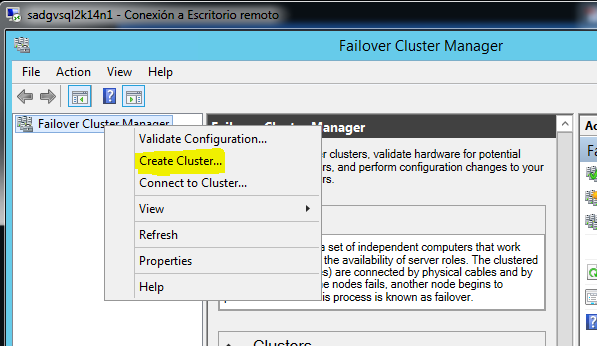 sadgvsql2k14n1 - Conexión a Escritorio remoto
Failover Cluster Manager
File Action View Help
Failover Cluster Manager
Validate Configuration...
Create Cluster...
Connect to Cluster...
View
Refresh
Properties
Help
Cluster Manager
r clusters, validate hardware for potential
rs, and perform configuration changes to your
rs.
a set of independent computers that work
the availability of server roles. The clustered
es) are connected by physical cables and by
e nodes fails, another node begins to
is process is known as failover.
Clusters
Ac
Fa